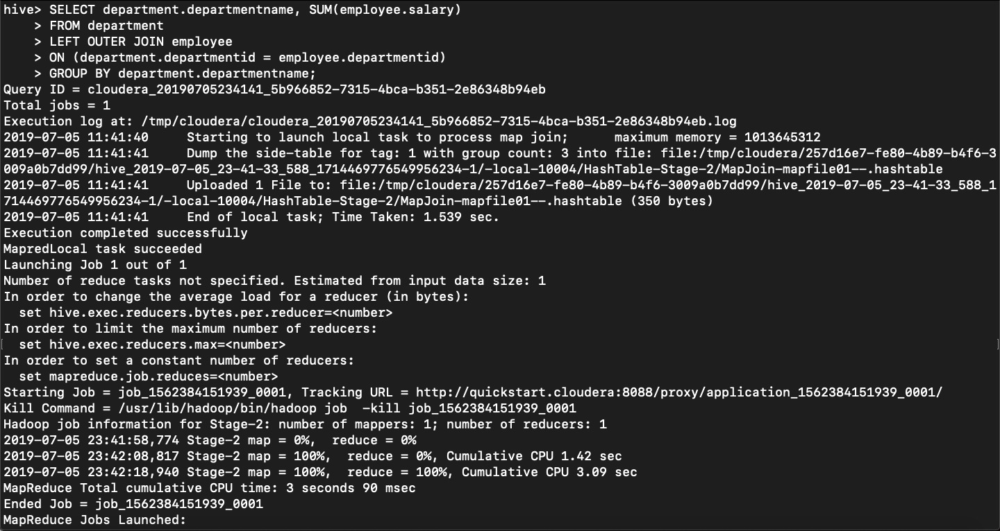 hive> SELECT department.departmentname, SUM(employee.salary)
    > FROM department
    > LEFT OUTER JOIN employee
    > ON (department.departmentid = employee.departmentid)
    > GROUP BY department.departmentname;
Query ID = cloudera_20190705234141_5b966852-7315-4bca-b351-2e86348b94eb
Total jobs = 1
Execution log at: /tmp/cloudera/cloudera_20190705234141_5b966852-7315-4bca-b351-2e86348b94eb.log
2019-07-05 11:41:40     Starting to launch local task to process map join;      maximum memory = 1013645312
2019-07-05 11:41:41     Dump the side-table for tag: 1 with group count: 3 into file: file:/tmp/cloudera/257d16e7-fe80-4b89-b4f6-3
009a0b7dd99/hive_2019-07-05_23-41-33_588_1714469776549956234-1/-local-10004/HashTable-Stage-2/MapJoin-mapfile01--.hashtable
2019-07-05 11:41:41     Uploaded 1 File to: file:/tmp/cloudera/257d16e7-fe80-4b89-b4f6-3009a0b7dd99/hive_2019-07-05_23-41-33_588_1
714469776549956234-1/-local-10004/HashTable-Stage-2/MapJoin-mapfile01--.hashtable (350 bytes)
2019-07-05 11:41:41     End of local task; Time Taken: 1.539 sec.
Execution completed successfully
MapredLocal task succeeded
Launching Job 1 out of 1
Number of reduce tasks not specified. Estimated from input data size: 1
In order to change the average load for a reducer (in bytes):
  set hive.exec.reducers.bytes.per.reducer=<number>
In order to limit the maximum number of reducers:
[ set hive.exec.reducers.max=<number> ]
In order to set a constant number of reducers:
  set mapreduce.job.reduces=<number>
Starting Job = job_1562384151939_0001, Tracking URL = http://quickstart.cloudera:8088/proxy/application_1562384151939_0001/
Kill Command = /usr/lib/hadoop/bin/hadoop job  -kill job_1562384151939_0001
Hadoop job information for Stage-2: number of mappers: 1; number of reducers: 1
2019-07-05 23:41:58,774 Stage-2 map = 0%,  reduce = 0%
2019-07-05 23:42:08,817 Stage-2 map = 100%,  reduce = 0%, Cumulative CPU 1.42 sec
2019-07-05 23:42:18,940 Stage-2 map = 100%,  reduce = 100%, Cumulative CPU 3.09 sec
MapReduce Total cumulative CPU time: 3 seconds 90 msec
Ended Job = job_1562384151939_0001
MapReduce Jobs Launched: